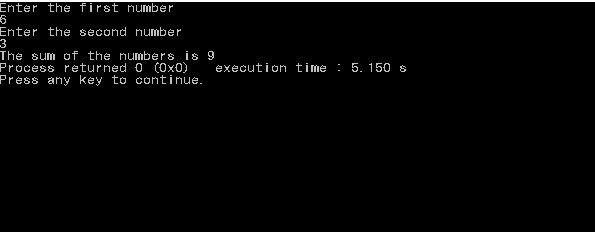 Enter the first number
6
Enter the second number
3
The sum of the numbers is 9
Process returned 0 (0x0)   execution time : 5.150 s
Press any key to continue.